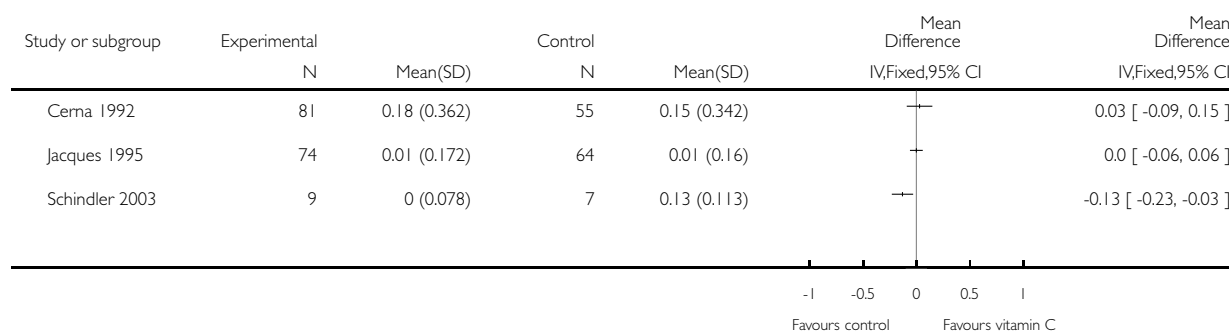 Mean Mean
Study or subgroup Experimental Control Difference Difference
N Mean(SD) N Mean(SD) IV,Fixed,95% CI IV,Fixed,95% CI
Cerna 1992 81 0.18 (0.362) 55 0.15 (0.342) 0.03 [ -0.09, 0.15 ]
Jacques 1995 74 0.01 (0.172) 64 0.01 (0.16) 0.0 [ -0.06, 0.06 ]
Schindler 2003 9 0 (0.078) 7 0.13 (0.113) -0.13 [ -0.23, -0.03 ]
-1 -0.5 0 0.5 1
Favours control Favours vitamin C